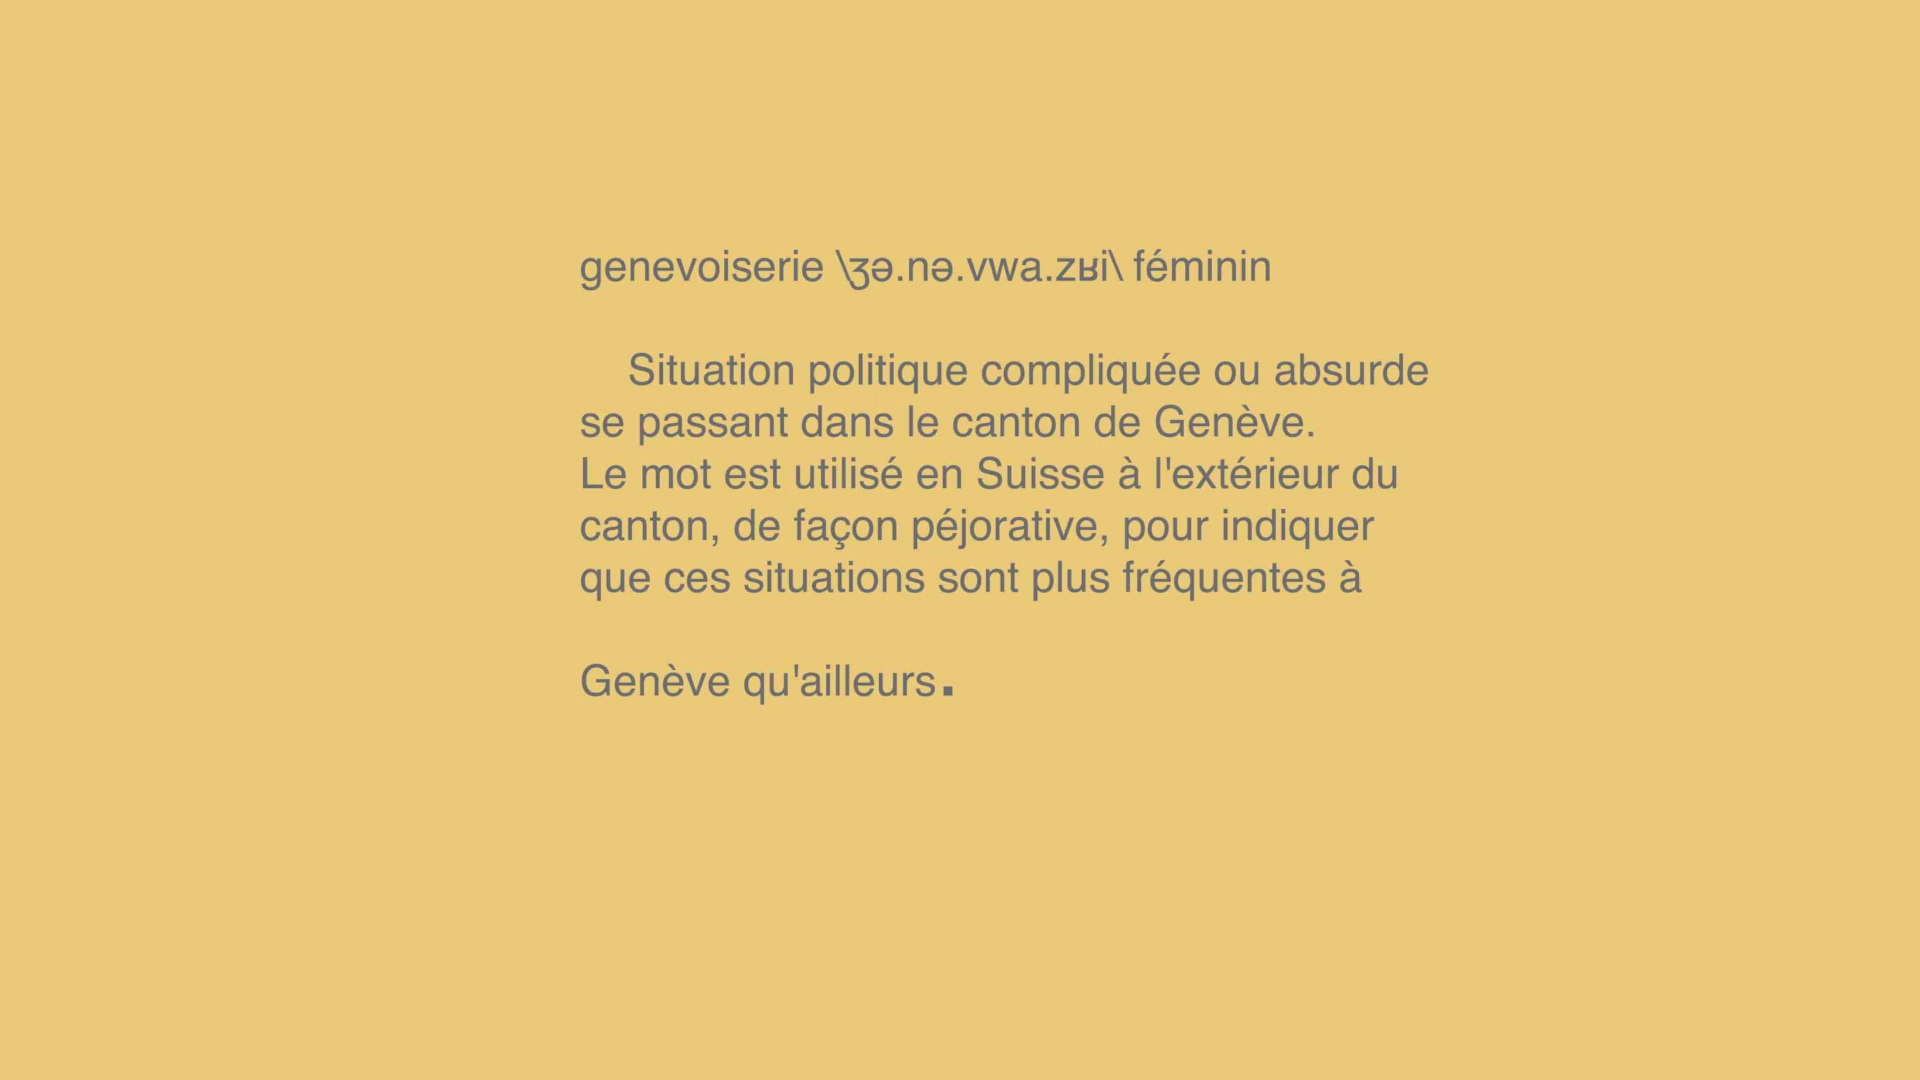 genevoiserie \ʒə.nə.vwa.zʁi\ féminin
Situation politique compliquée ou absurde
se passant dans le canton de Genève.
Le mot est utilisé en Suisse à l'extérieur du
canton, de façon péjorative, pour indiquer
que ces situations sont plus fréquentes à
Genève qu'ailleurs.